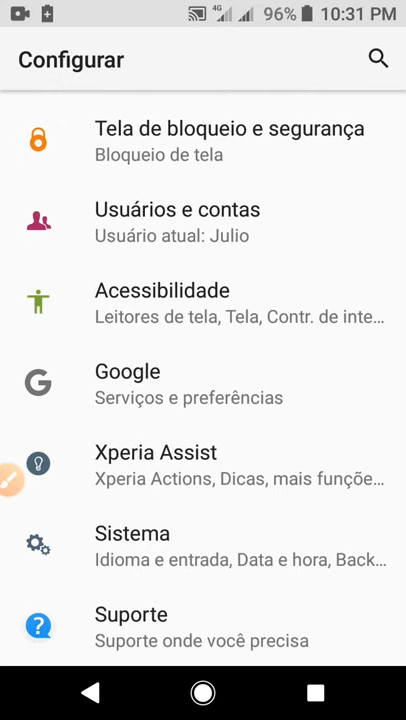 4G 96% 10:31 PM
Configurar
Tela de bloqueio e segurança
Bloqueio de tela
Usuários e contas
Usuário atual: Julio
Acessibilidade
Leitores de tela, Tela, Contr. de inte...
Google
Serviços e preferências
Xperia Assist
Xperia Actions, Dicas, mais funçõe...
Sistema
Idioma e entrada, Data e hora, Back...
Suporte
Suporte onde você precisa